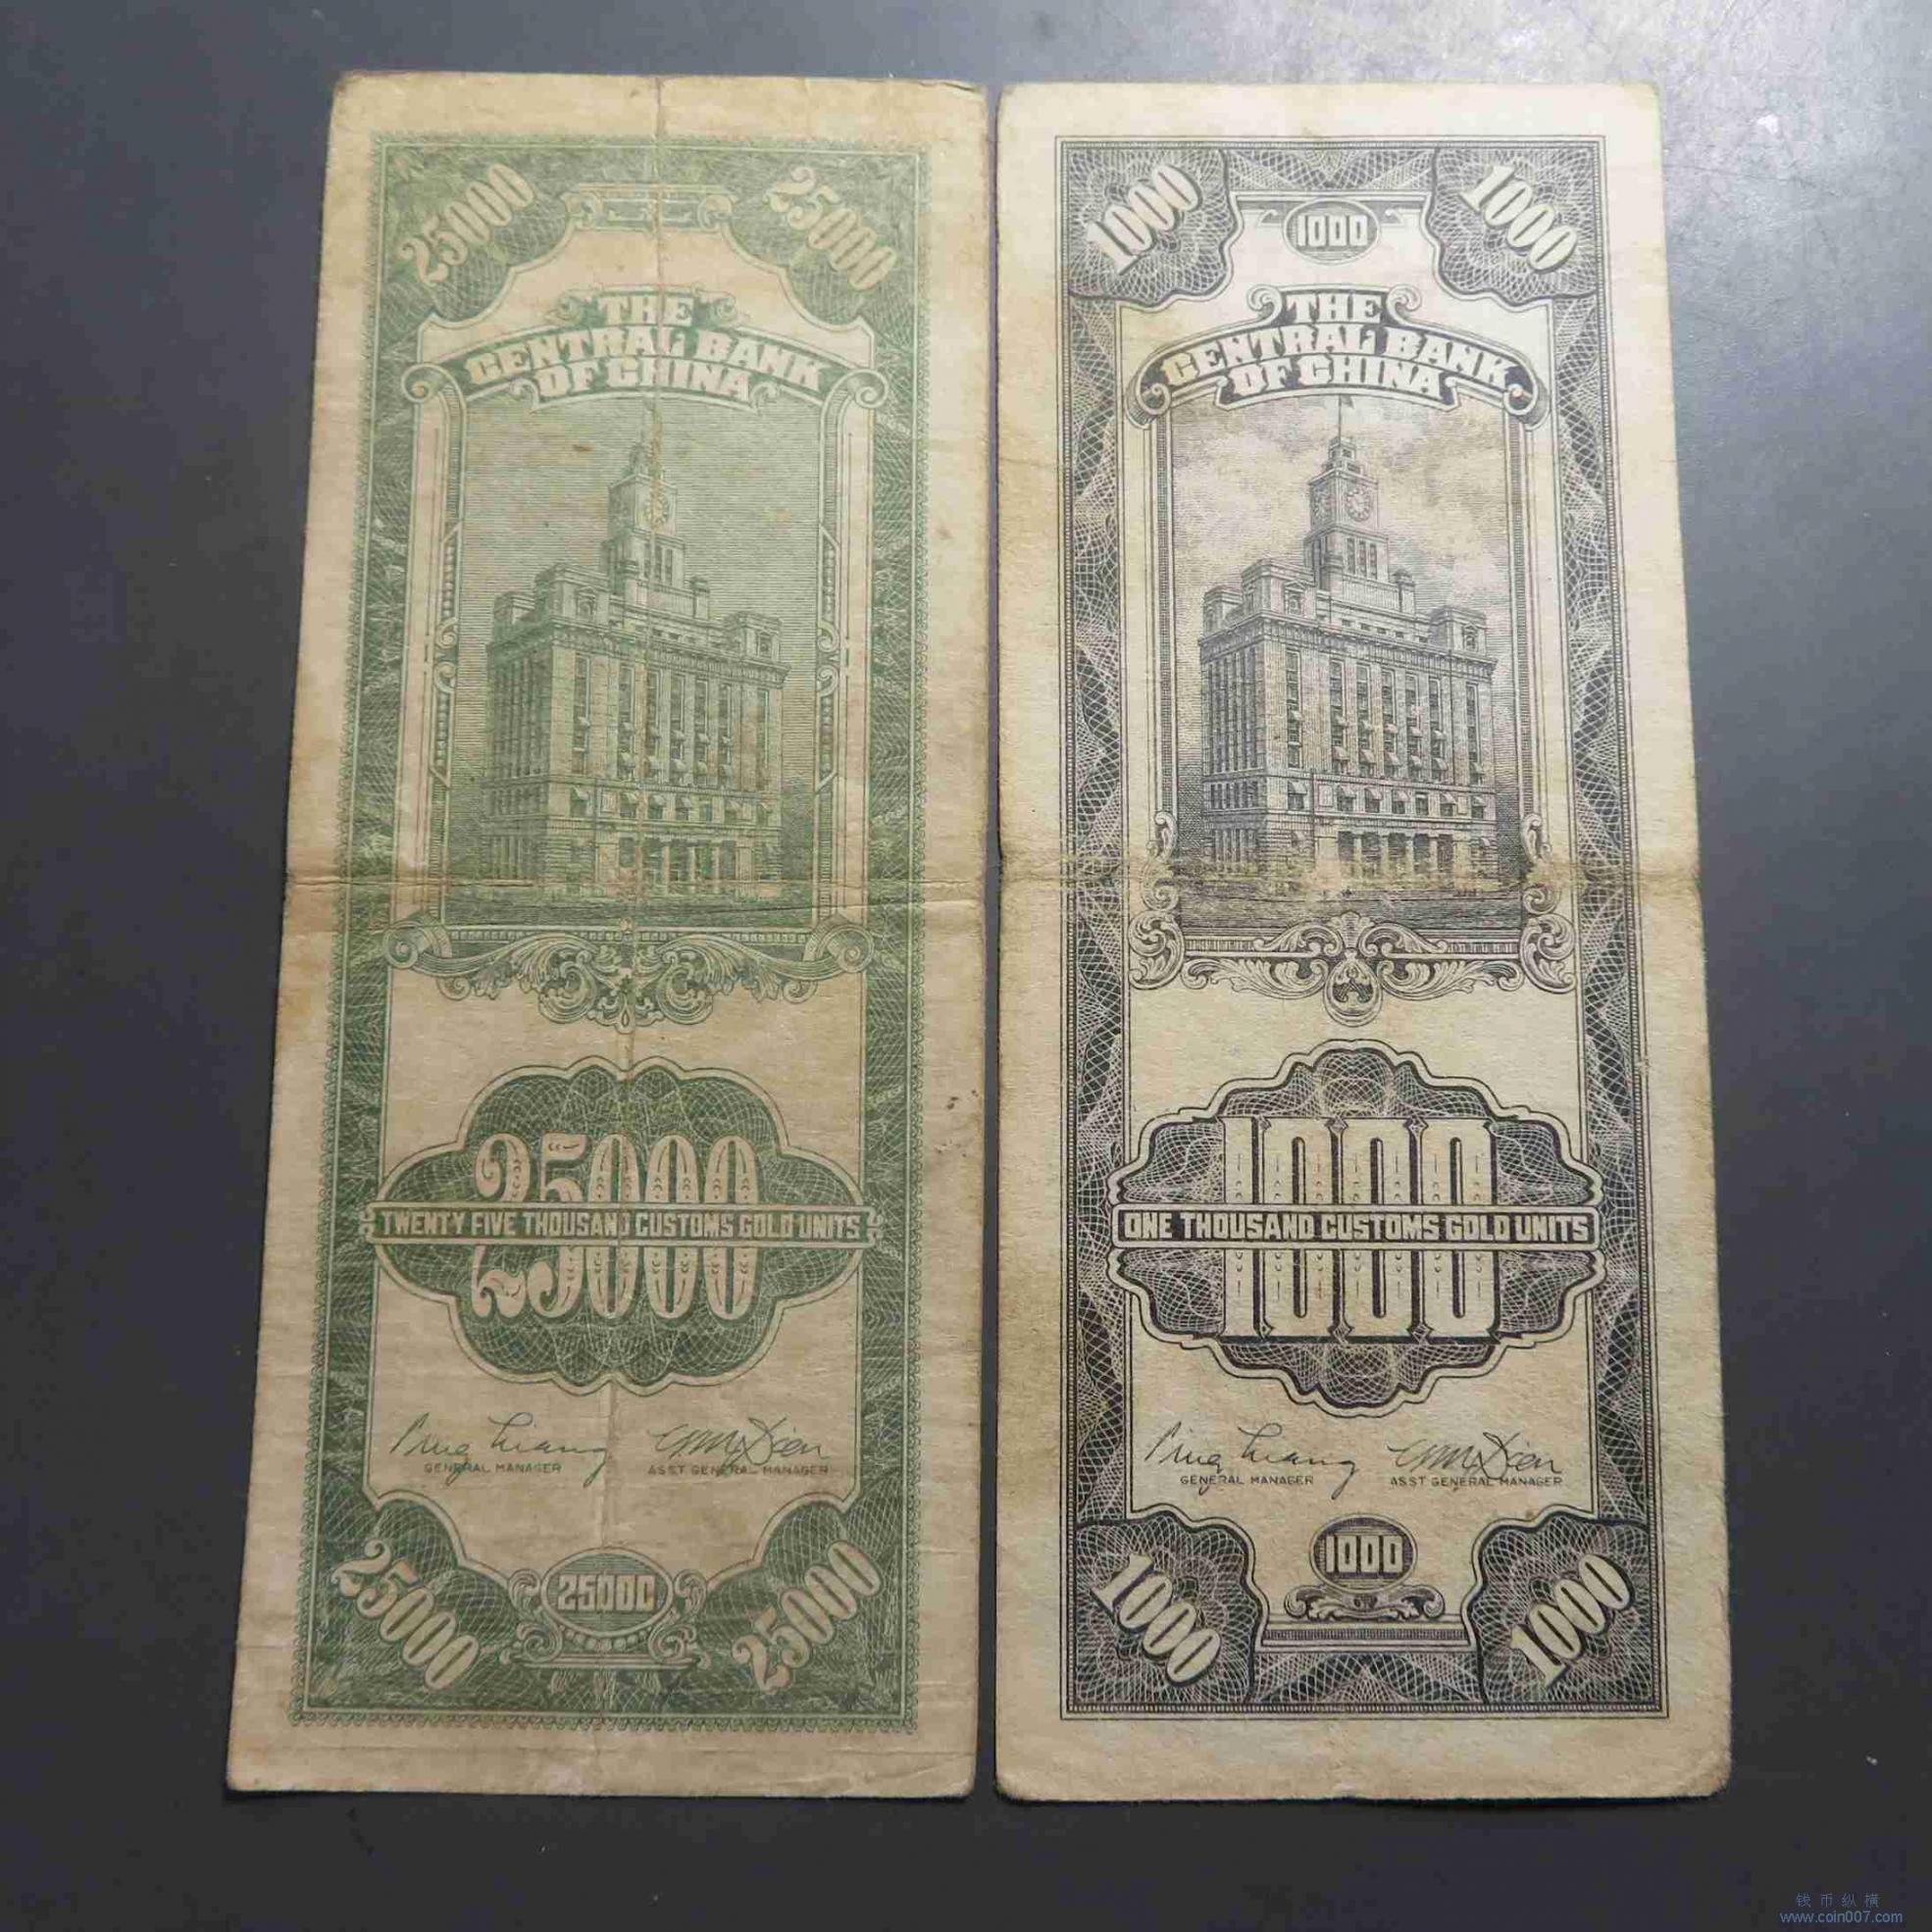 25000 25000
THE
CENTRAL BANK
OF CHINA
25000
TWENTY FIVE THOUSAND CUSTOMS GOLD UNITS
GENERAL MANAGER
ASST GENERAL MANAGER
25000 25000 25000
1000 1000 1000
THE
CENTRAL BANK
OF CHINA
1000
ONE THOUSAND CUSTOMS GOLD UNITS
GENERAL MANAGER
ASST GENERAL MANAGER
1000 1000 1000
钱币纵横
www.coin007.com